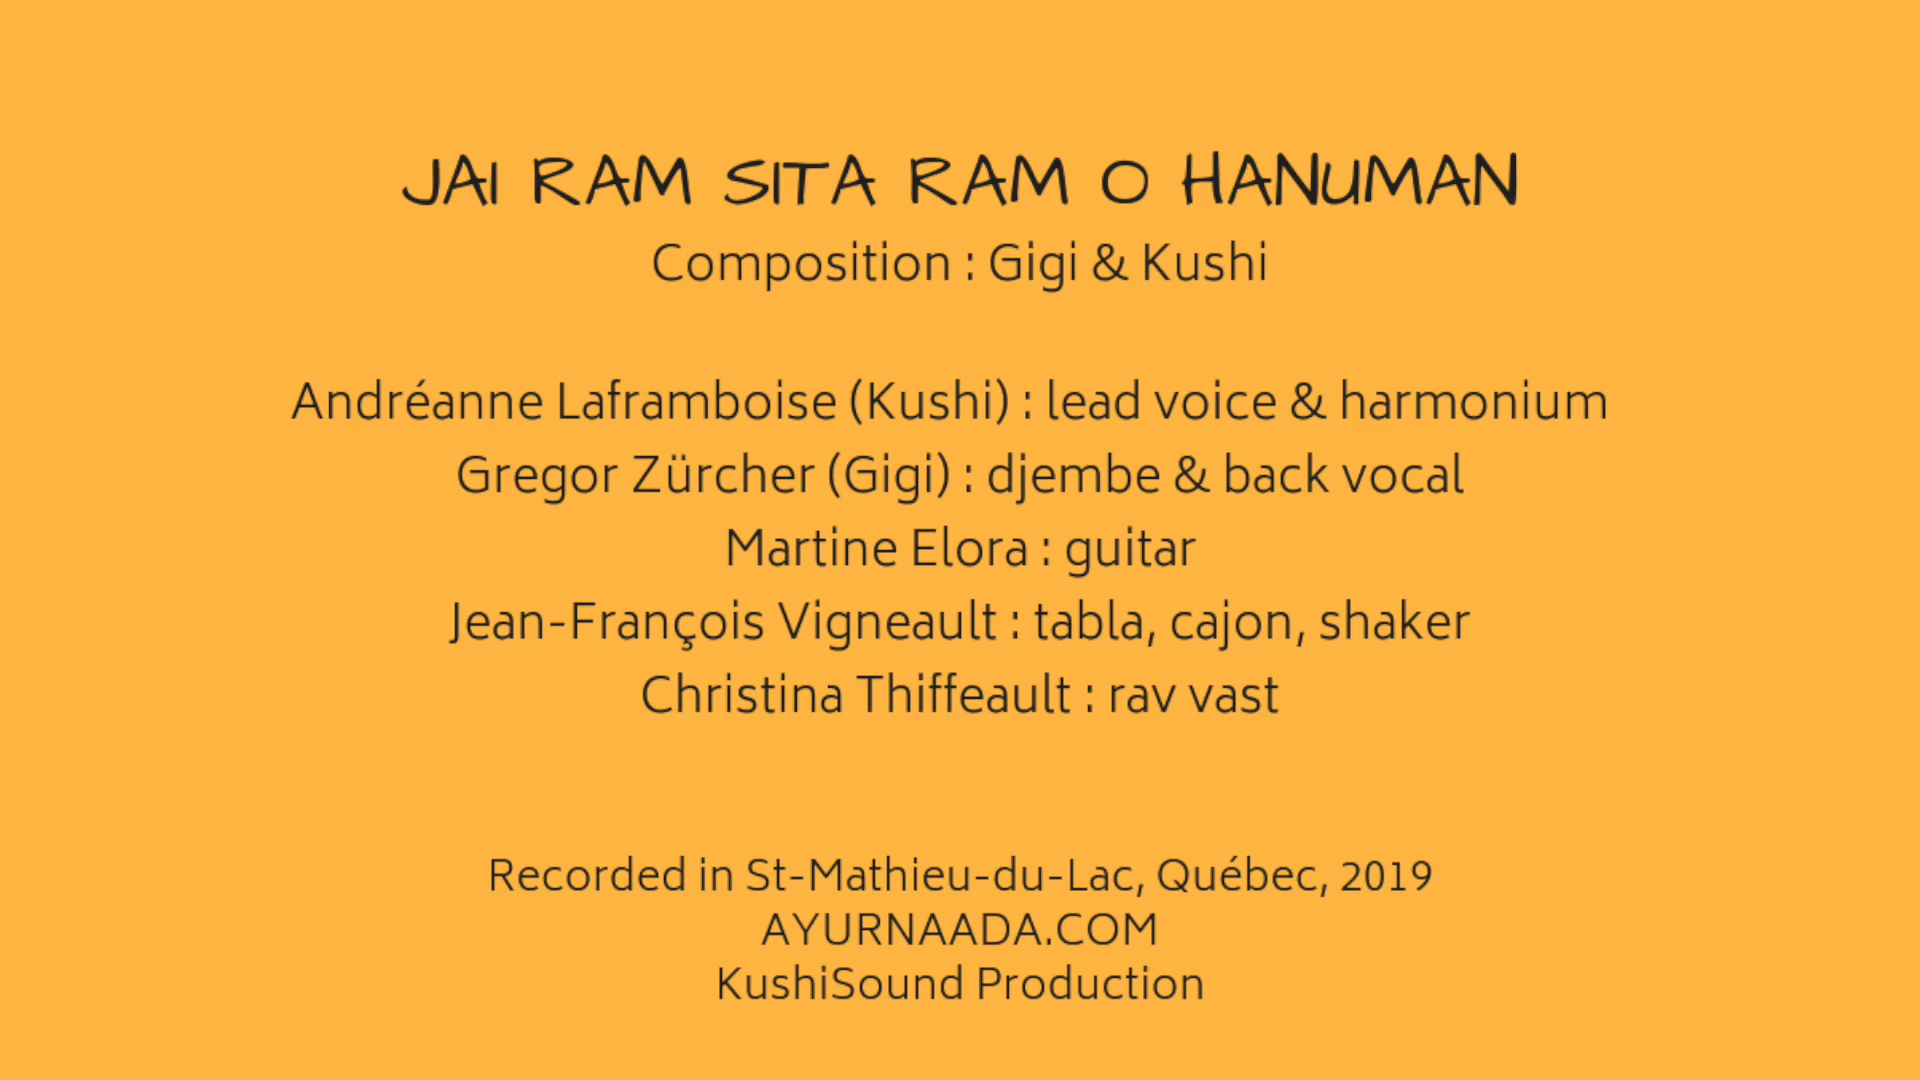 JAI RAM SITA RAM O HANUMAN
Composition : Gigi & Kushi
Andréanne Laframboise (Kushi) : lead voice & harmonium
Gregor Zürcher (Gigi) : djembe & back vocal
Martine Elora : guitar
Jean-François Vigneault : tabla, cajon, shaker
Christina Thiffeault : rav vast
Recorded in St-Mathieu-du-Lac, Québec, 2019
AYURNAADA.COM
KushiSound Production